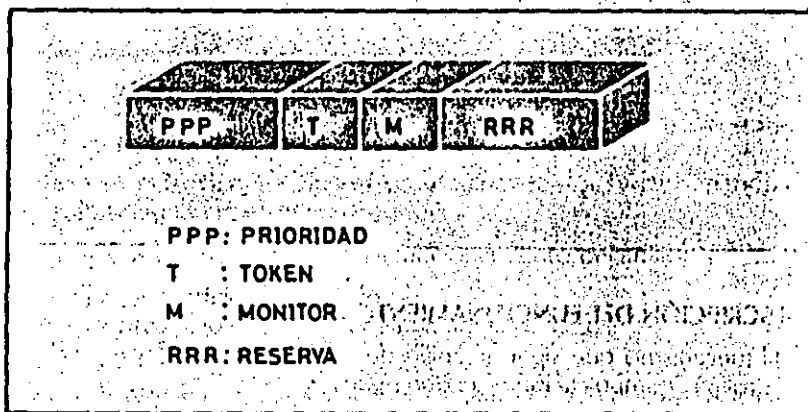 PPP T M RRR
PPP: PRIORIDAD
T : TOKEN
M : MONITOR
RRR: RESERVA